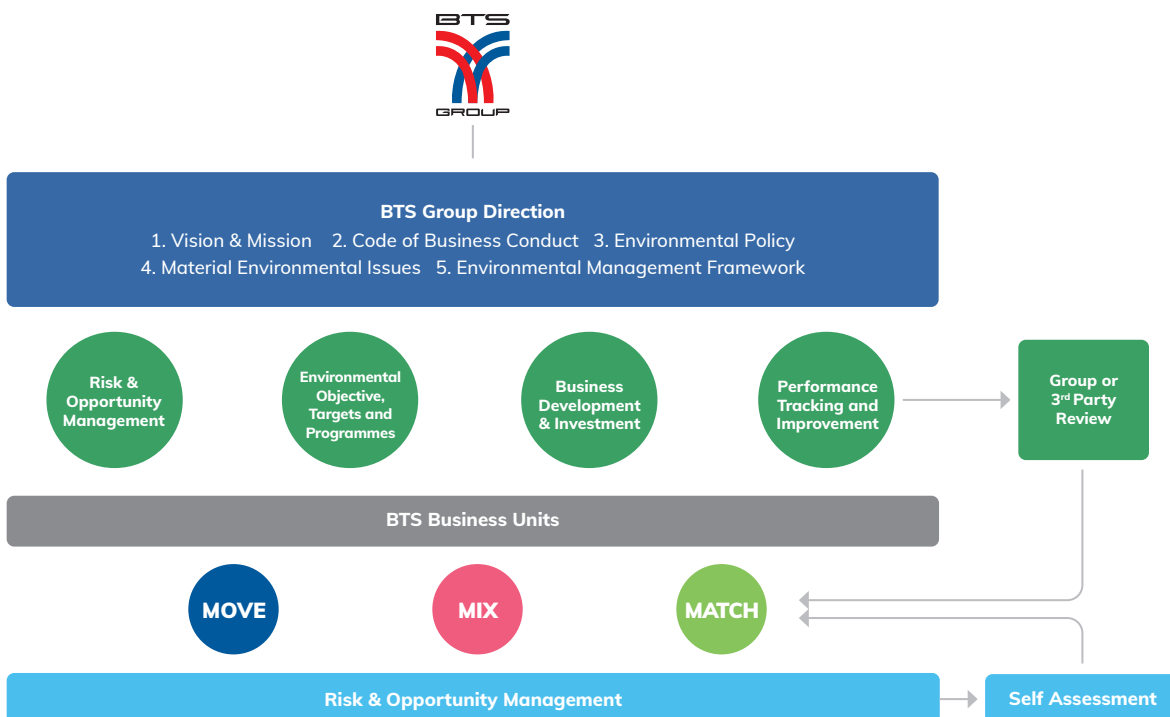 BTS
GROUP
BTS Group Direction
1. Vision & Mission 2. Code of Business Conduct 3. Environmental Policy
4. Material Environmental Issues 5. Environmental Management Framework
Risk &
Opportunity
Management
Environmental
Objective,
Targets and
Programmes
Business
Development
& Investment
Performance
Tracking and
Improvement
Group or
3rd Party
Review
BTS Business Units
MOVE
MIX
MATCH
Risk & Opportunity Management
Self Assessment